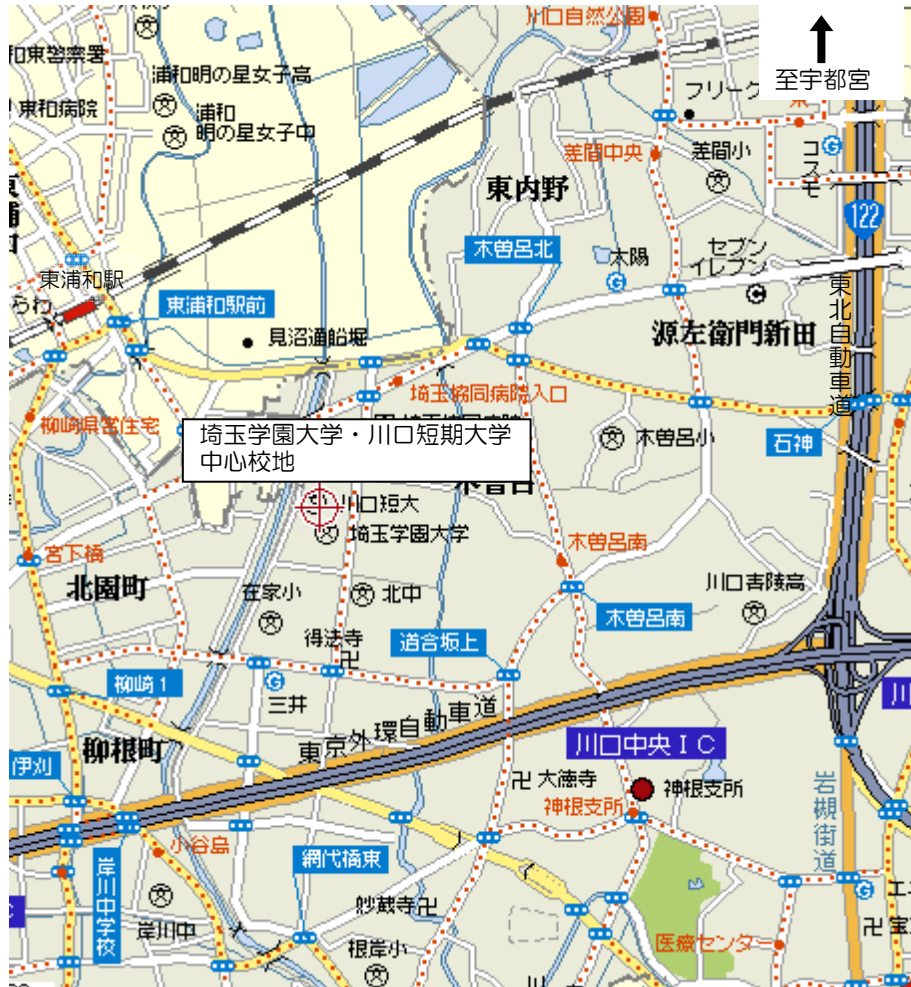 川口自然公園
至宇都宮
和東警察署
浦和明の星女子高
東和病院
浦和
明の星女子中
フリーク
差間中央
差間小
コスモ
東内野
122
木曽呂北
太陽
セブン
イレブン
東浦和駅
東浦和駅前
見沼通船堀
源左衛門新田
東北自動車道
埼玉協同病院入口
柳崎県営住宅
埼玉学園大学・川口短期大学
中心校地
木曽呂小
石神
川口短大
埼玉学園大学
宮下橋
木曽呂南
北園町
在家小
北中
川口青陵高
木曽呂南
得法寺
道合坂上
柳崎1
三井
東京外環自動車道
川口中央IC
柳根町
伊刈
大徳寺
神根支所
神根支所
岩槻街道
小谷島
網代橋東
岸川中学校
妙蔵寺
岸川中
根岸小
医療センター